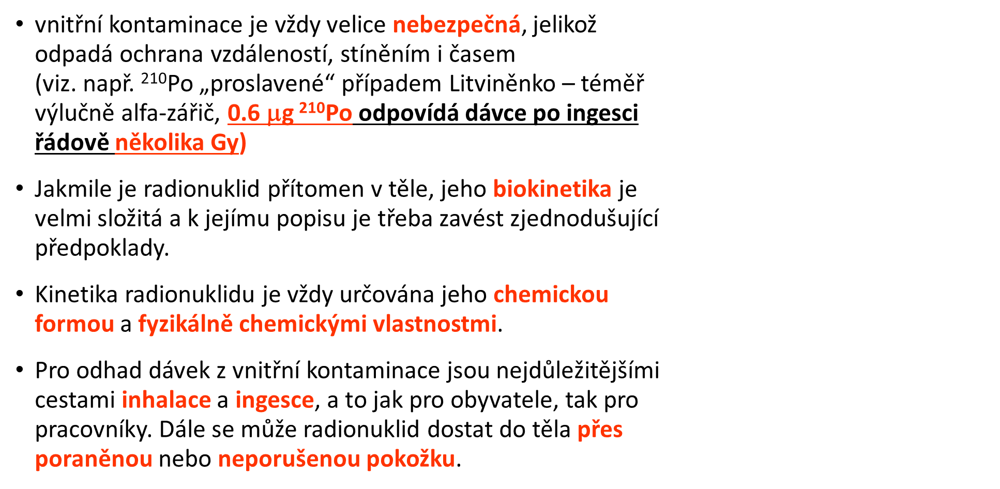 • vnitřní kontaminace je vždy velice nebezpečná, jelikož
odpadá ochrana vzdáleností, stíněním i časem
(viz. např. ²¹⁰Po „proslavené“ případem Litviněnko – téměř
výlučně alfa-zářič, 0.6 μg ²¹⁰Po odpovídá dávce po ingesci
řádově několika Gy)
• Jakmile je radionuklid přítomen v těle, jeho biokinetika je
velmi složitá a k jejímu popisu je třeba zavést zjednodušující
předpoklady.
• Kinetika radionuklidu je vždy určována jeho chemickou
formou a fyzikálně chemickými vlastnostmi.
• Pro odhad dávek z vnitřní kontaminace jsou nejdůležitějšími
cestami inhalace a ingesce, a to jak pro obyvatele, tak pro
pracovníky. Dále se může radionuklid dostat do těla přes
poraněnou nebo neporušenou pokožku.